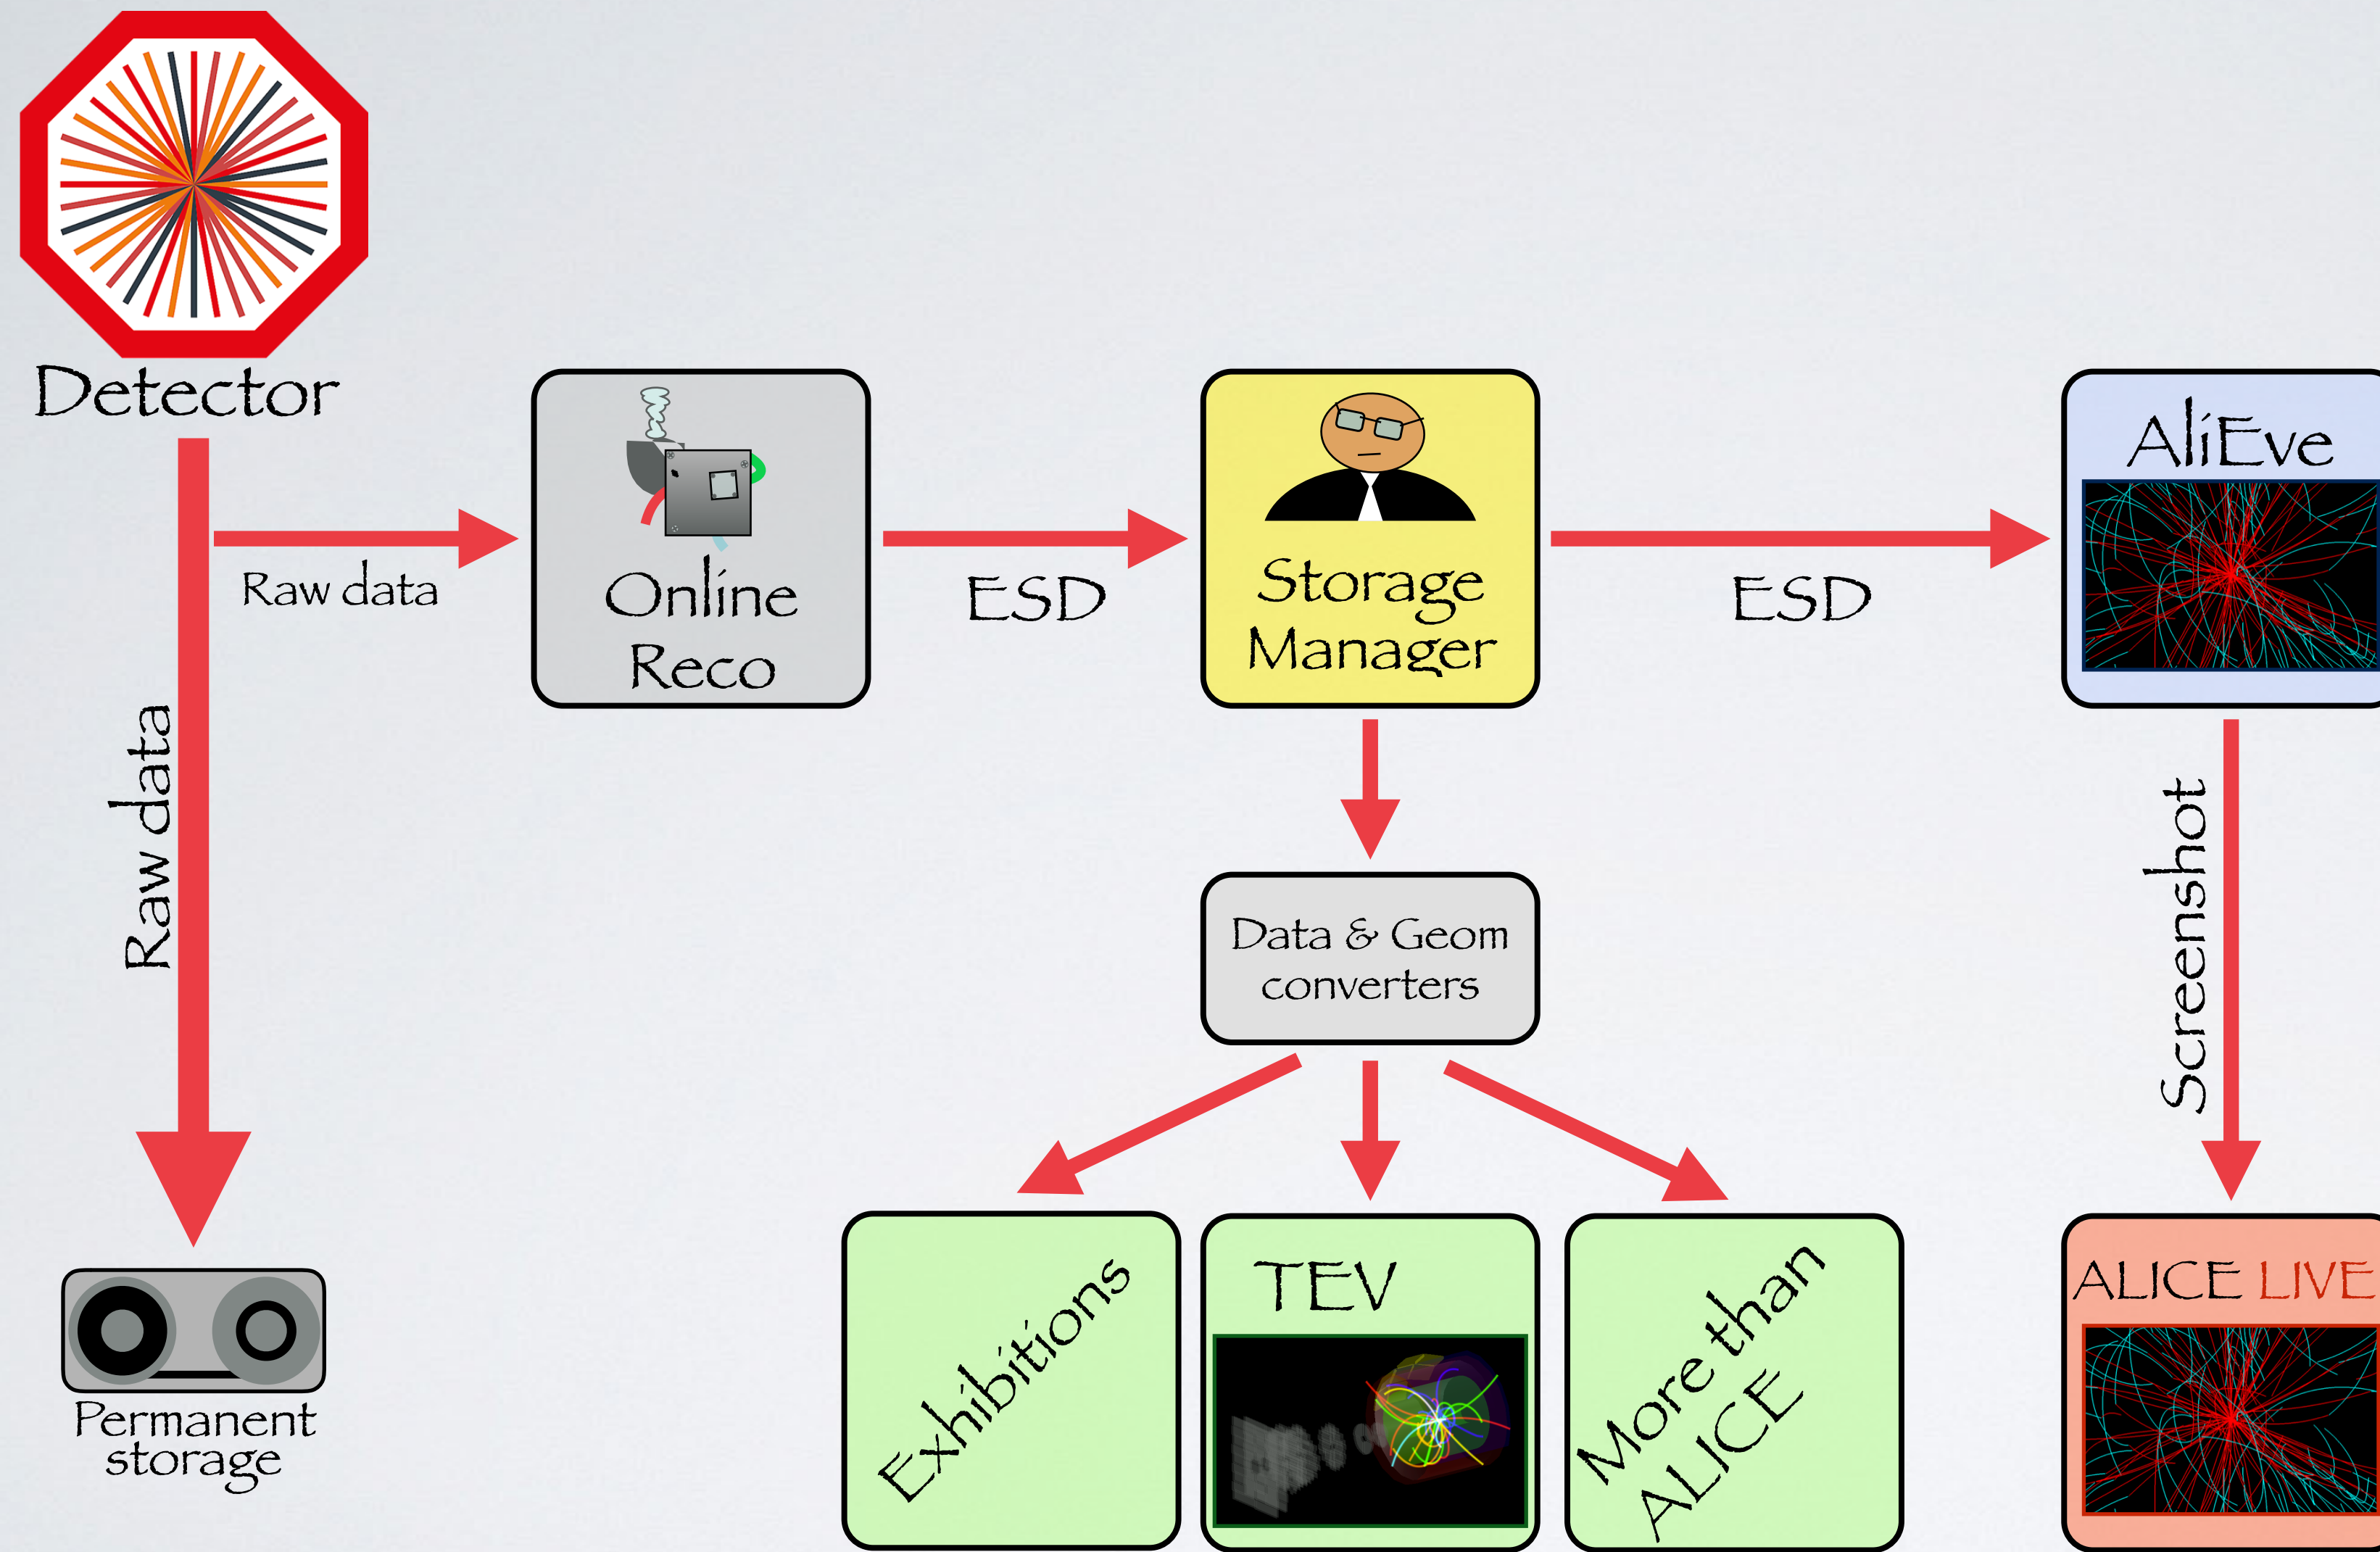 Detector
Raw data
Raw data
Online
Reco
ESD
Storage
Manager
ESD
AliEve
Data & Geom
converters
Screenshot
Permanent
storage
Exhibitions
TEV
More than
ALICE
ALICE LIVE